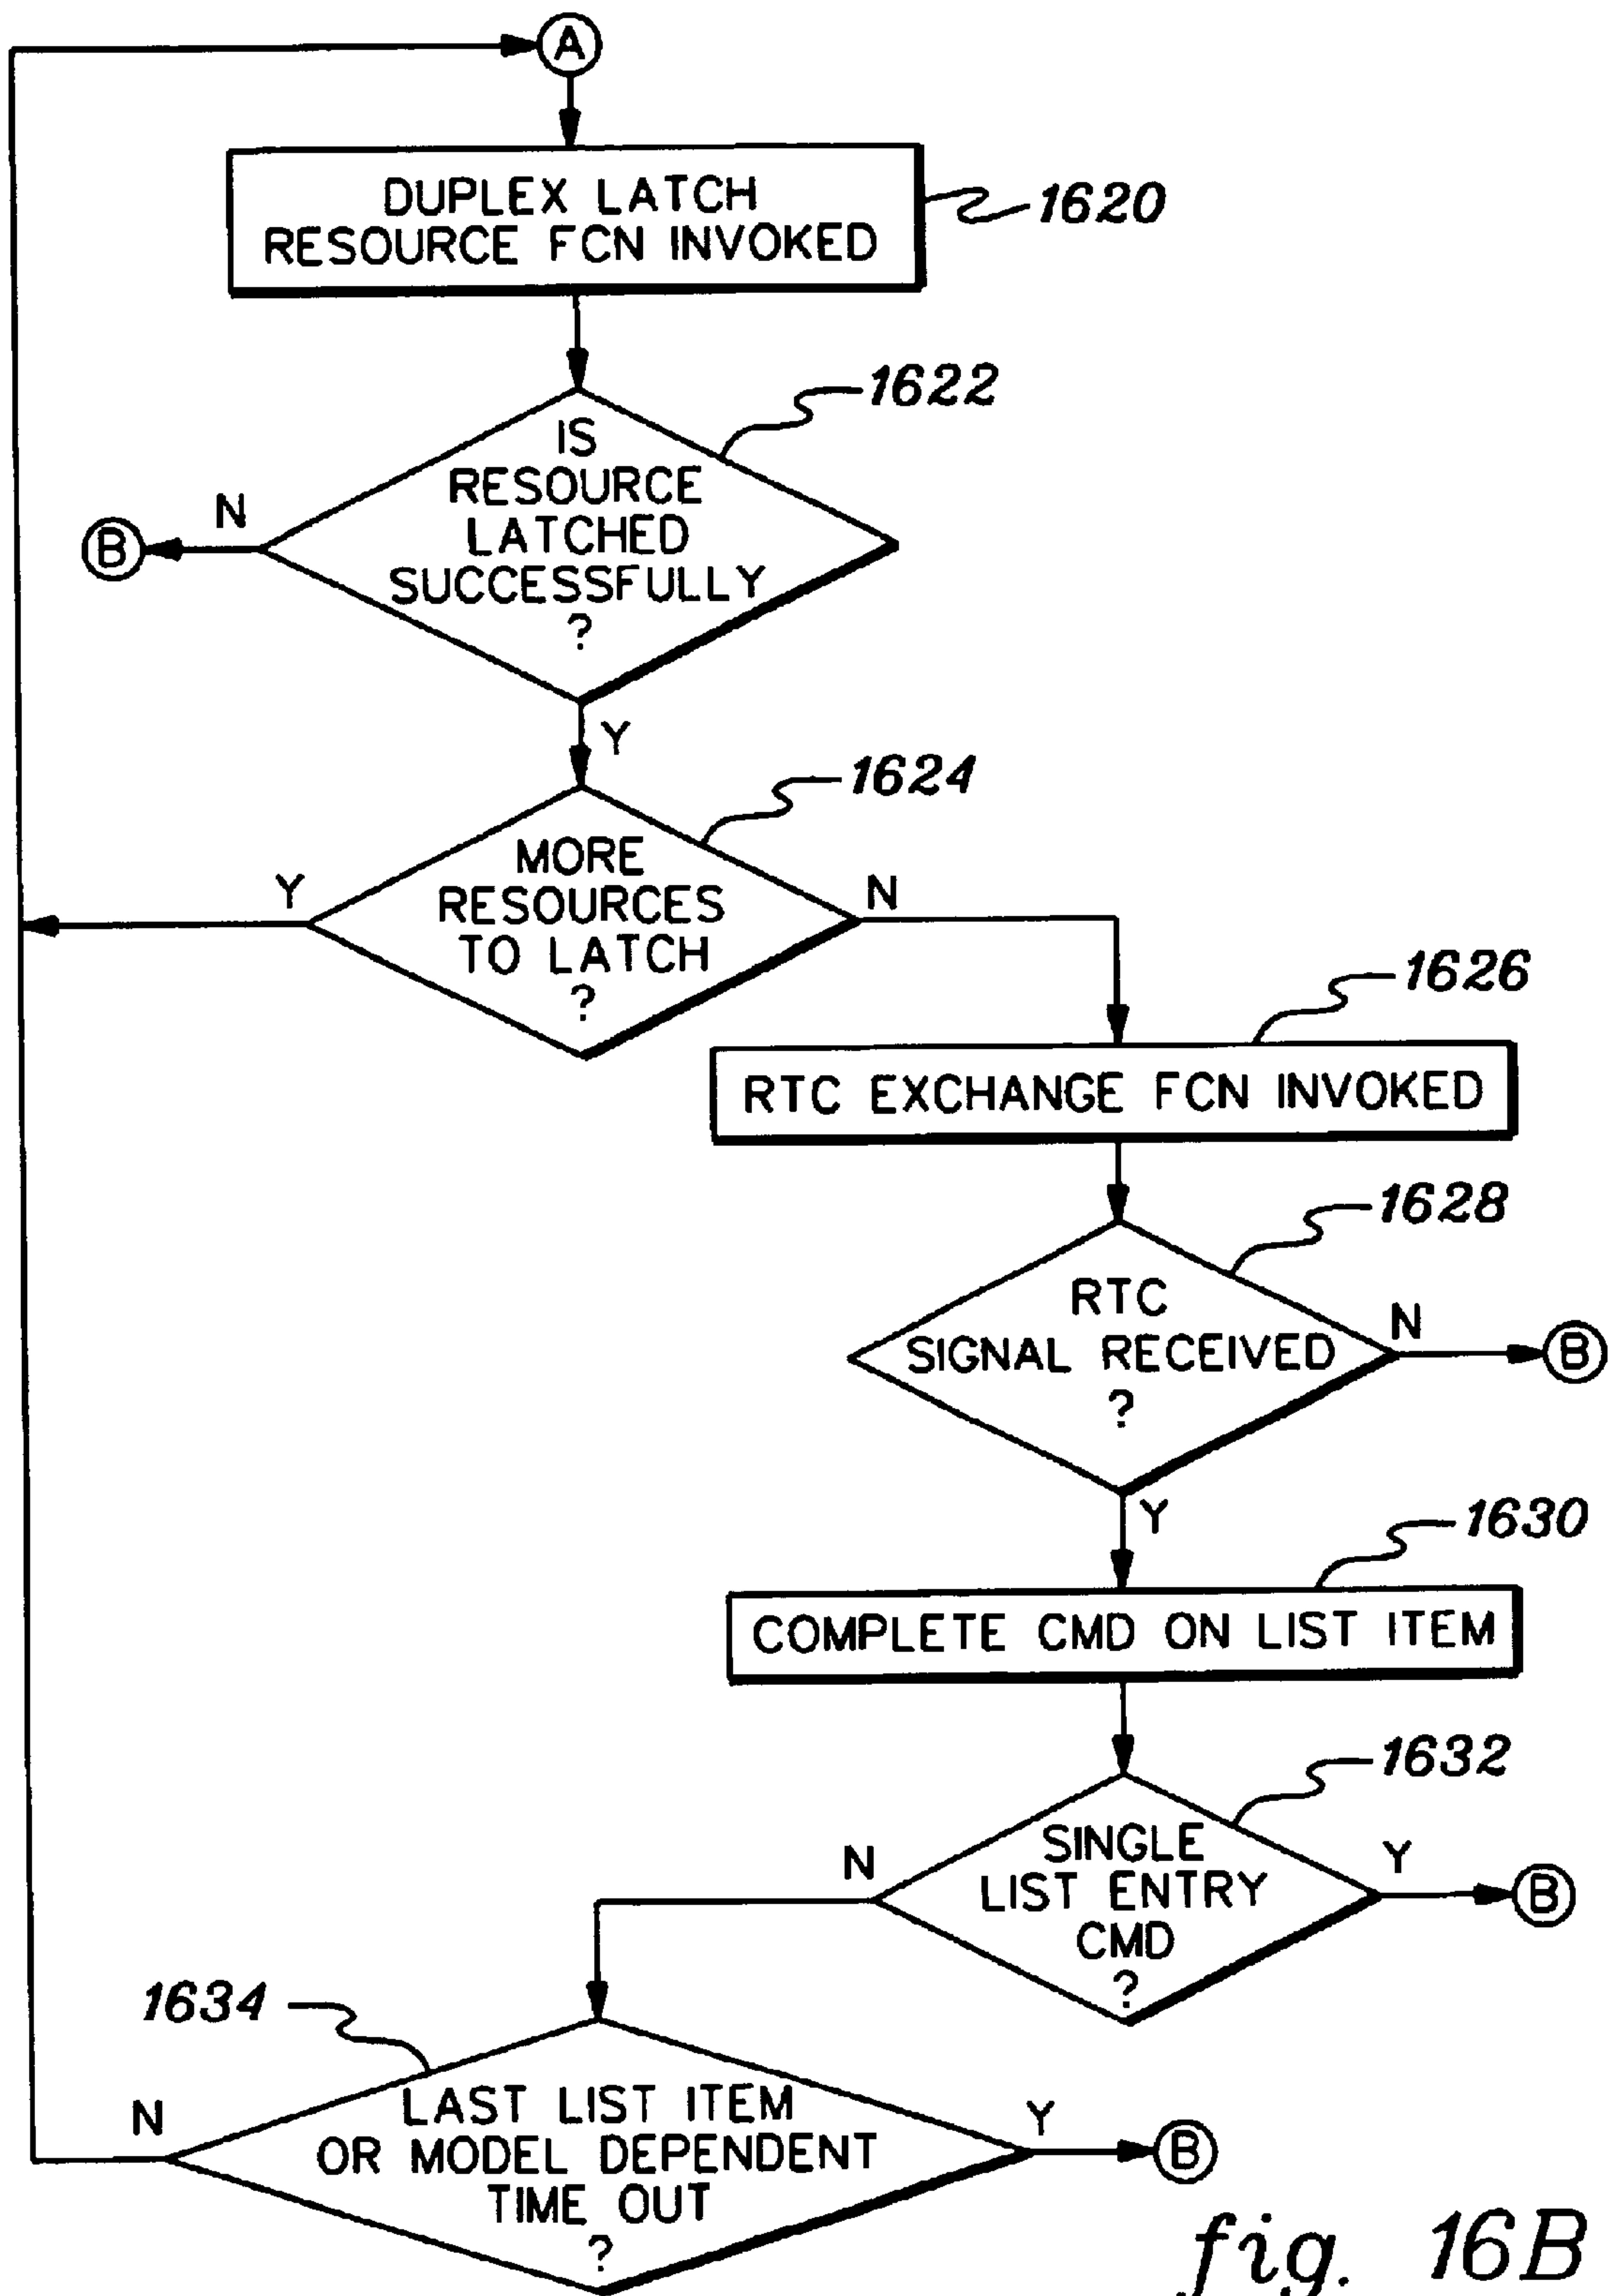 A
DUPLEX LATCH
RESOURCE FCN INVOKED
1620
1622
IS
RESOURCE
LATCHED
SUCCESSFULLY
?
N
B
Y
1624
MORE
RESOURCES
TO LATCH
?
Y
N
1626
RTC EXCHANGE FCN INVOKED
1628
RTC
SIGNAL RECEIVED
?
N
B
Y
1630
COMPLETE CMD ON LIST ITEM
1632
SINGLE
LIST ENTRY
CMD
?
N
Y
B
1634
LAST LIST ITEM
OR MODEL DEPENDENT
TIME OUT
?
N
Y
B
fig. 16B